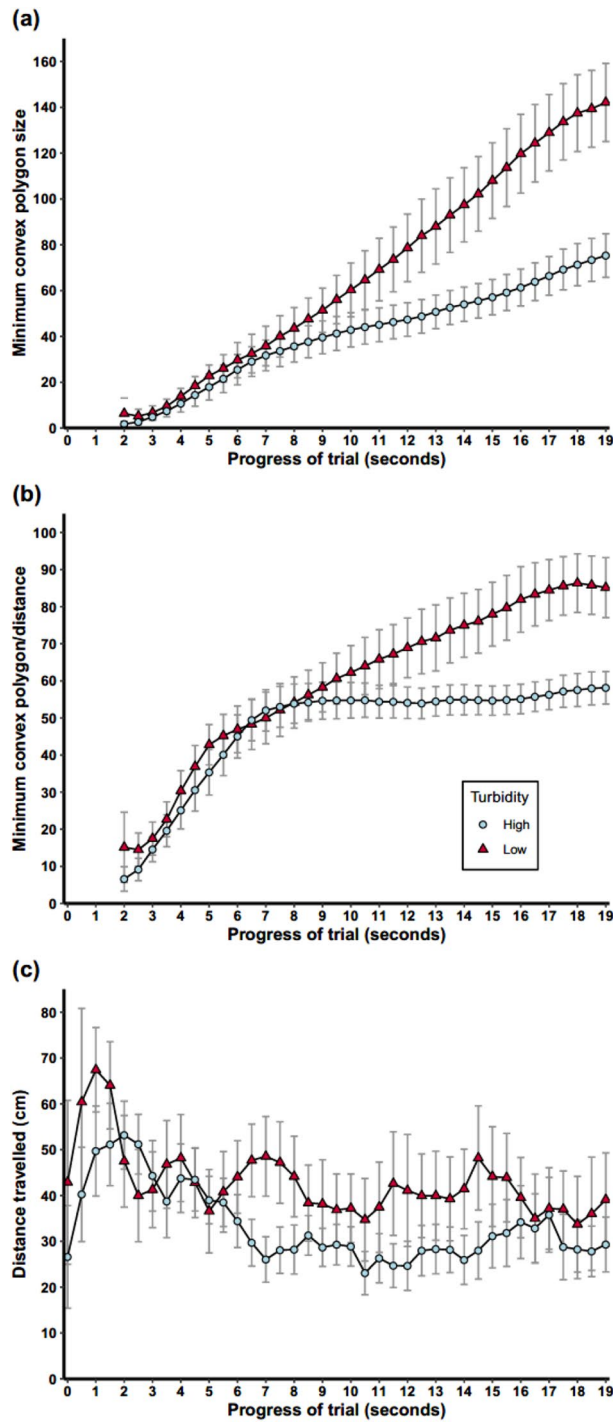 (a)
Minimum convex polygon size
160
140
120
100
80
60
40
20
0
0 1 2 3 4 5 6 7 8 9 10 11 12 13 14 15 16 17 18 19
Progress of trial (seconds)
(b)
Minimum convex polygon/distance
100
90
80
70
60
50
40
30
20
10
0
Turbidity
High
Low
0 1 2 3 4 5 6 7 8 9 10 11 12 13 14 15 16 17 18 19
Progress of trial (seconds)
(c)
Distance travelled (cm)
80
70
60
50
40
30
20
10
0
0 1 2 3 4 5 6 7 8 9 10 11 12 13 14 15 16 17 18 19
Progress of trial (seconds)